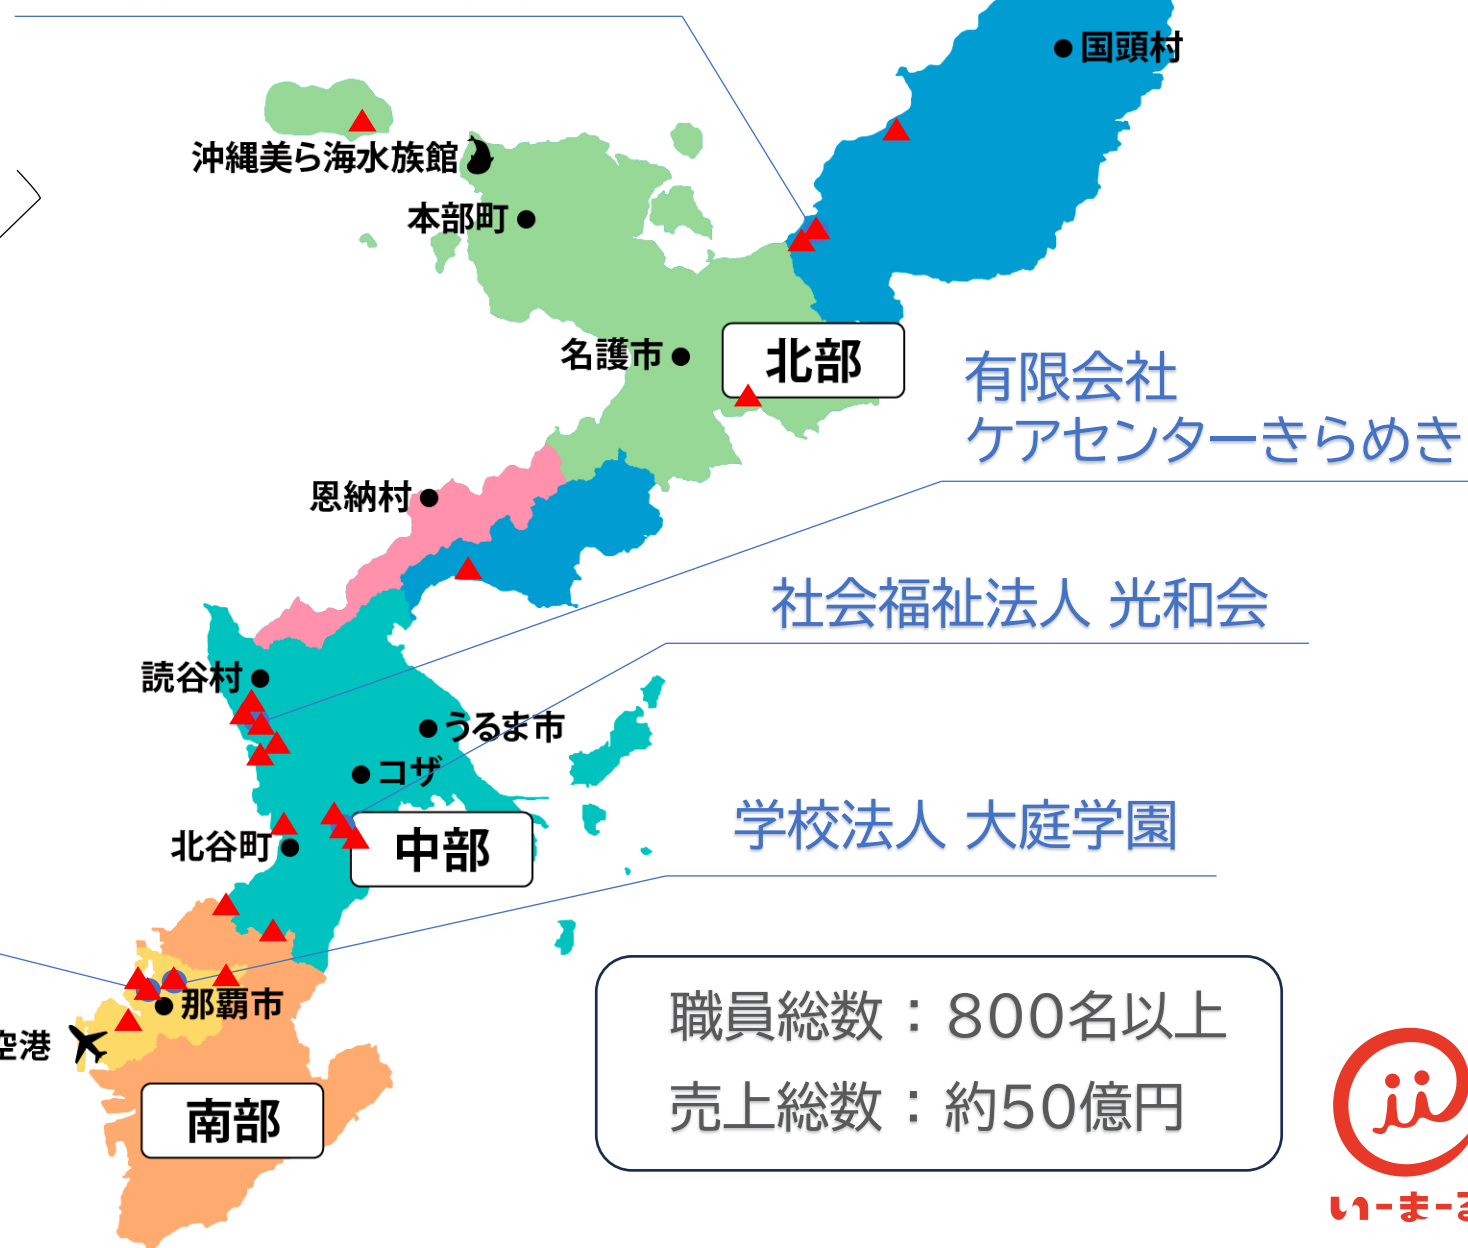 国頭村
沖縄美ら海水族館
本部町
名護市
北部
有限会社
ケアセンターきらめき
恩納村
社会福祉法人 光和会
読谷村
うるま市
コザ
学校法人 大庭学園
北谷町
中部
那覇市
空港
職員総数：800名以上
売上総数：約50億円
南部
いーまーる